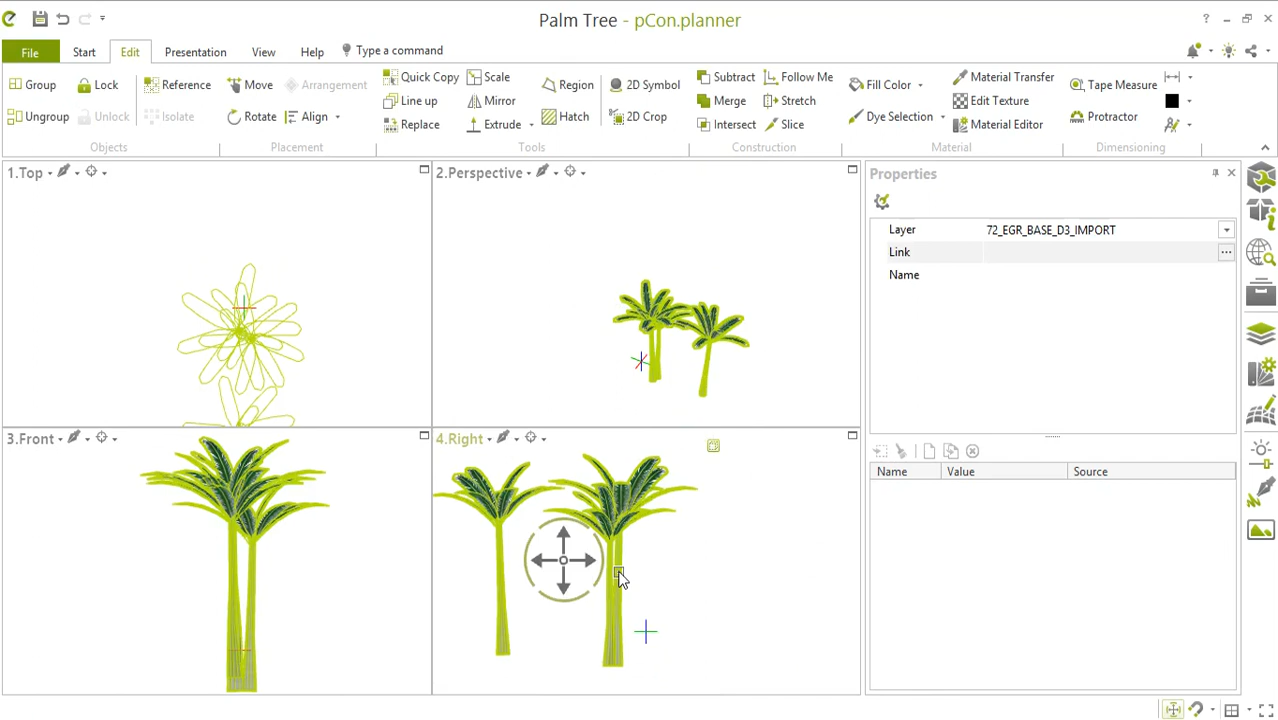 Palm Tree - pCon.planner
?
File Start Edit Presentation View Help Type a command
Group Lock Reference Move Arrangement Quick Copy Scale Region 2D Symbol Subtract Follow Me Fill Color Material Transfer Tape Measure
Line up Mirror Merge Stretch Edit Texture
Ungroup Unlock Isolate Rotate Align Replace Extrude Hatch 2D Crop Intersect Slice Dye Selection Material Editor Protractor
Objects Placement Tools Construction Material Dimensioning
1.Top 2.Perspective Properties
Layer 72_EGR_BASE_D3_IMPORT
Link ...
Name
3.Front 4.Right
Name Value Source